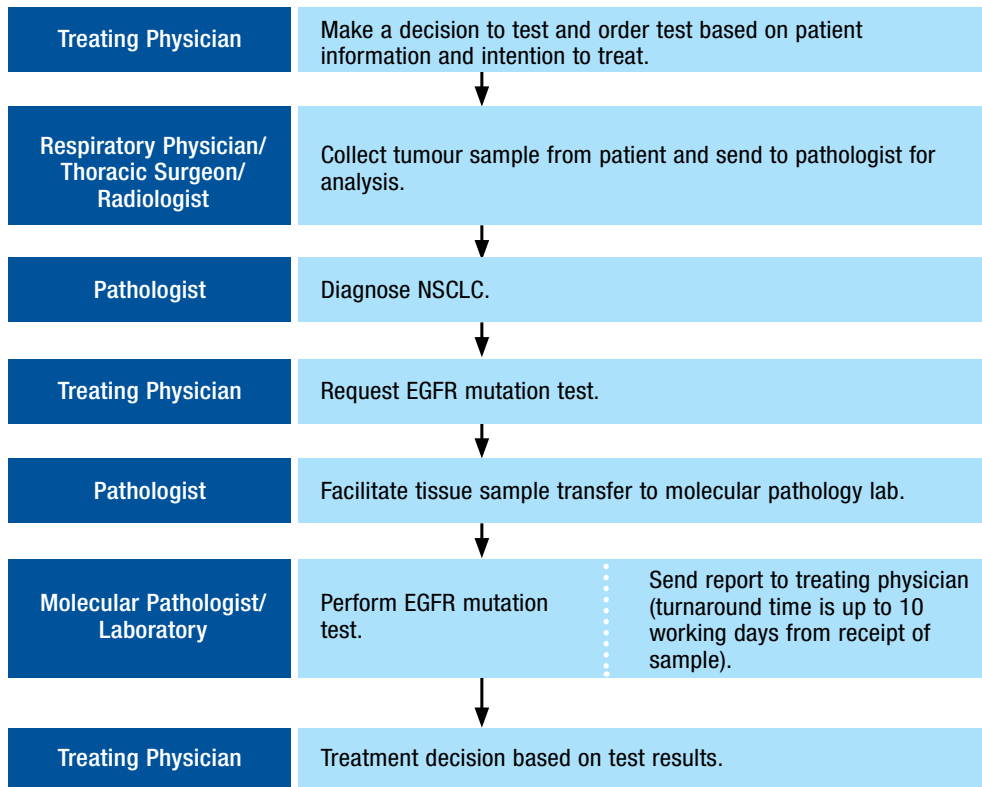 Treating Physician
Make a decision to test and order test based on patient
information and intention to treat.
Respiratory Physician/
Thoracic Surgeon/
Radiologist
Collect tumour sample from patient and send to pathologist for
analysis.
Pathologist
Diagnose NSCLC.
Treating Physician
Request EGFR mutation test.
Pathologist
Facilitate tissue sample transfer to molecular pathology lab.
Molecular Pathologist/
Laboratory
Perform EGFR mutation
test.
Send report to treating physician
(turnaround time is up to 10
working days from receipt of
sample).
Treating Physician
Treatment decision based on test results.